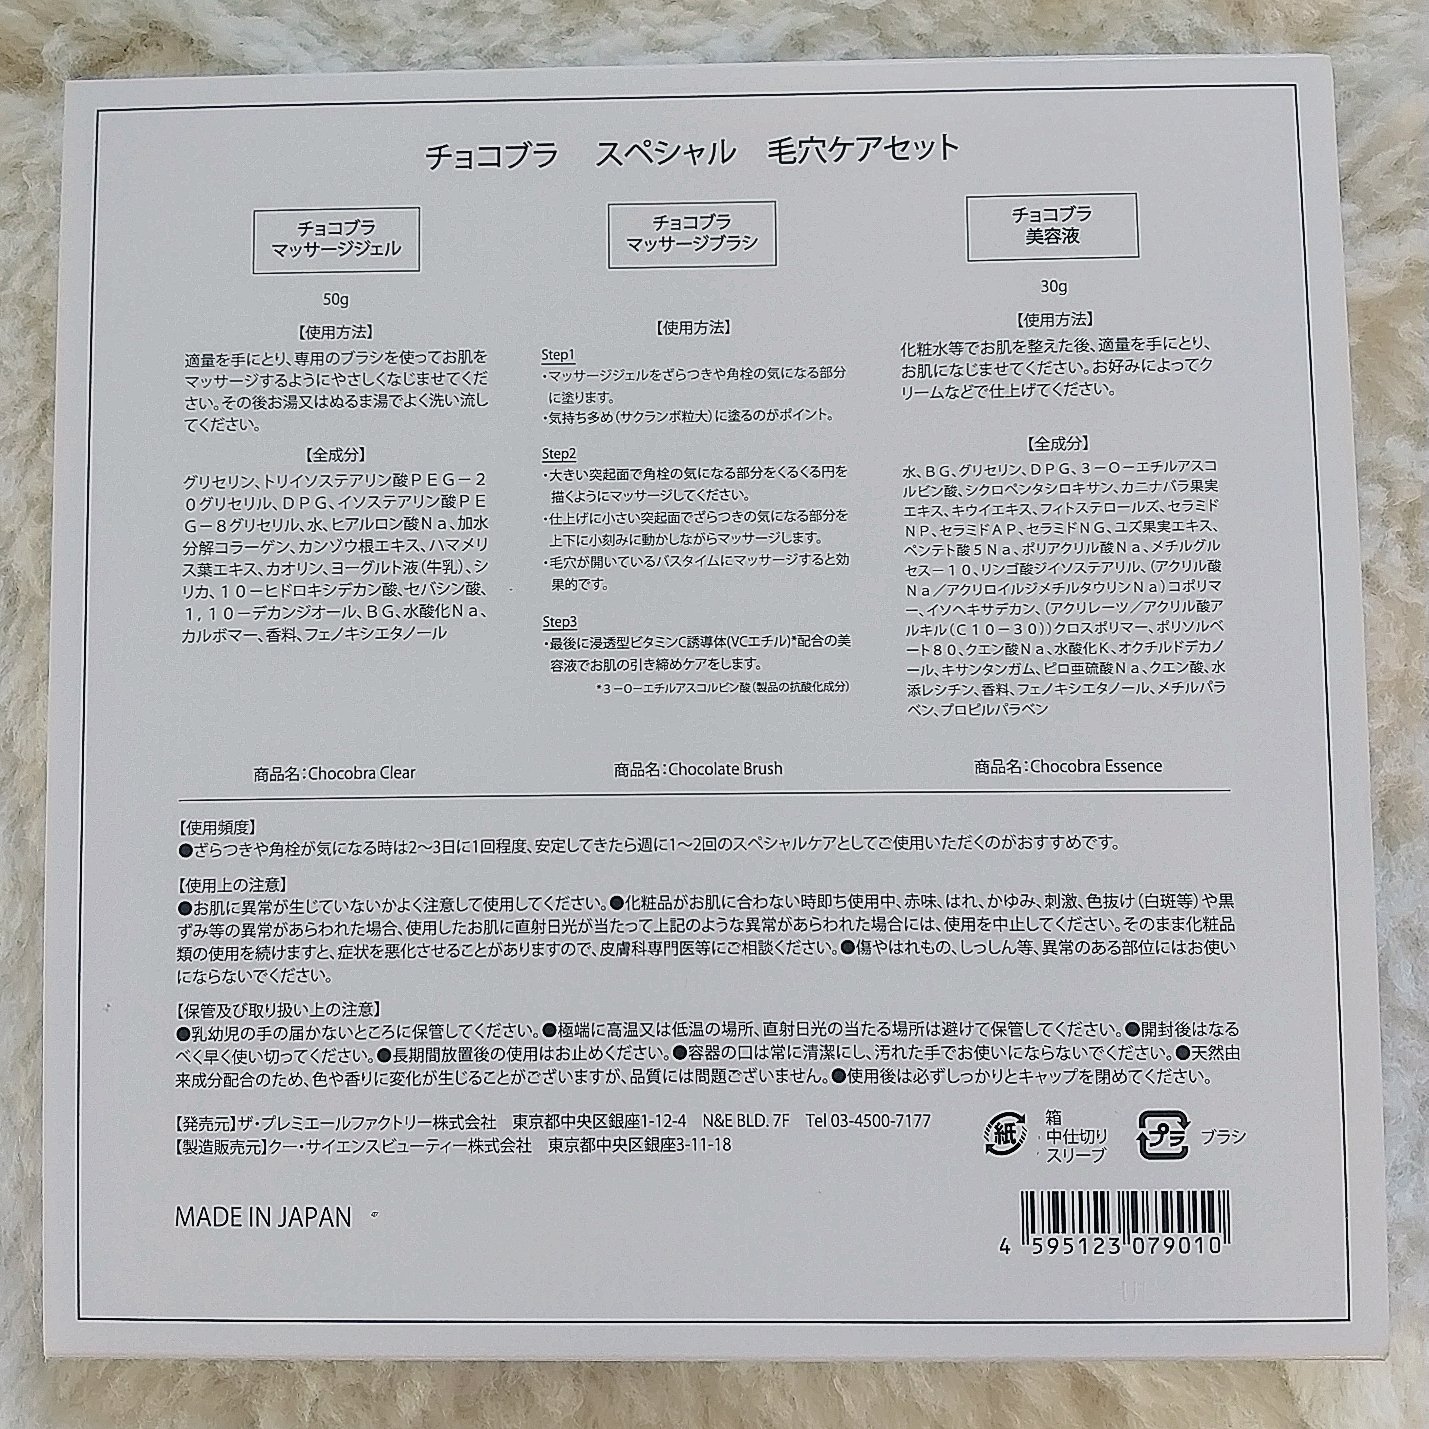 チョコブラ　スペシャル　毛穴ケアセット
チョコブラ
マッサージジェル
50g
【使用方法】
適量を手にとり、専用のブラシを使ってお肌を
マッサージするようにやさしくなじませてくだ
さい。その後お湯又はぬるま湯でよく洗い流し
てください。
【全成分】
グリセリン、トリイソステアリン酸ＰＥＧ－２
０グリセリル、ＤＰＧ、イソステアリン酸ＰＥ
Ｇ－８グリセリル、水、ヒアルロン酸Ｎａ、加水
分解コラーゲン、カンゾウ根エキス、ハマメリ
ス葉エキス、カオリン、ヨーグルト液（牛乳）、シ
リカ、１０－ヒドロキシデカン酸、セバシン酸、
１，１０－デカンジオール、ＢＧ、水酸化Ｎａ、
カルボマー、香料、フェノキシエタノール
商品名：Chocobra Clear
チョコブラ
マッサージブラシ
【使用方法】
Step1
・マッサージジェルをざらつきや角栓の気になる部分
に塗ります。
・気持ち多め（サクランボ粒大）に塗るのがポイント。
Step2
・大きい突起面で角栓の気になる部分をくるくる円を
描くようにマッサージしてください。
・仕上げに小さい突起面でざらつきの気になる部分を
上下に小刻みに動かしながらマッサージします。
・毛穴が開いているバスタイムにマッサージすると効
果的です。
Step3
・最後に浸透型ビタミンC誘導体(VCエチル)*配合の美
容液でお肌の引き締めケアをします。
*３－Ｏ－エチルアスコルビン酸（製品の抗酸化成分）
商品名：Chocolate Brush
チョコブラ
美容液
30g
【使用方法】
化粧水等でお肌を整えた後、適量を手にとり、
お肌になじませてください。お好みによってク
リームなどで仕上げてください。
【全成分】
水、ＢＧ、グリセリン、ＤＰＧ、３－Ｏ－エチルアスコ
ルビン酸、シクロペンタシロキサン、カニナバラ果実
エキス、キウイエキス、フィトステロールズ、セラミド
ＮＰ、セラミドＡＰ、セラミドＮＧ、ユズ果実エキス、
ペンテト酸５Ｎａ、ポリアクリル酸Ｎａ、メチルグル
セス－１０、リンゴ酸ジイソステアリル、（アクリル酸
Ｎａ／アクリロイルジメチルタウリンＮａ）コポリマ
ー、イソヘキサデカン、（アクリレーツ／アクリル酸ア
ルキル（Ｃ１０－３０））クロスポリマー、ポリソルベ
ート８０、クエン酸Ｎａ、水酸化Ｋ、オクチルドデカノ
ール、キサンタンガム、ピロ亜硫酸Ｎａ、クエン酸、水
添レシチン、香料、フェノキシエタノール、メチルパラ
ベン、プロピルパラベン
商品名：Chocobra Essence
【使用頻度】
●ざらつきや角栓が気になる時は2～3日に1回程度、安定してきたら週に1～2回のスペシャルケアとしてご使用いただくのがおすすめです。
【使用上の注意】
●お肌に異常が生じていないかよく注意して使用してください。●化粧品がお肌に合わない時即ち使用中、赤味、はれ、かゆみ、刺激、色抜け（白斑等）や黒
ずみ等の異常があらわれた場合、使用したお肌に直射日光が当たって上記のような異常があらわれた場合には、使用を中止してください。そのまま化粧品
類の使用を続けますと、症状を悪化させることがありますので、皮膚科専門医等にご相談ください。●傷やはれもの、しっしん等、異常のある部位にはお使い
にならないでください。
【保管及び取り扱い上の注意】
●乳幼児の手の届かないところに保管してください。●極端に高温又は低温の場所、直射日光の当たる場所は避けて保管してください。●開封後はなる
べく早く使い切ってください。●長期間放置後の使用はお止めください。●容器の口は常に清潔にし、汚れた手でお使いにならないでください。●天然由
来成分配合のため、色や香りに変化が生じることがございますが、品質には問題ございません。●使用後は必ずしっかりとキャップを閉めてください。
【発売元】ザ・プレミエールファクトリー株式会社　東京都中央区銀座1-12-4　N&E BLD. 7F　Tel 03-4500-7177
【製造販売元】クー・サイエンスビューティー株式会社　東京都中央区銀座3-11-18
紙
箱
中仕切り
スリーブ
プラ
ブラシ
MADE IN JAPAN
4 595123 079010